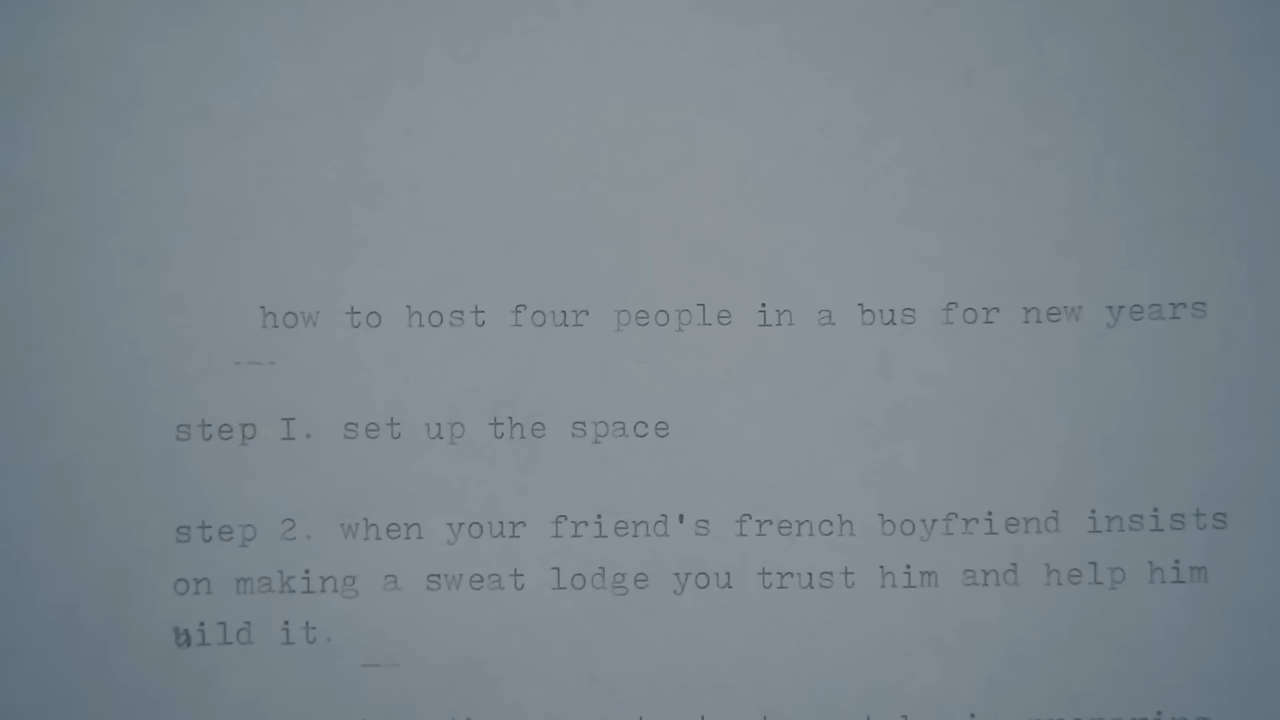 how to host four people in a bus for new years
step I. set up the space
step 2. when your friend's french boyfriend insists
on making a sweat lodge you trust him and help him
uild it.